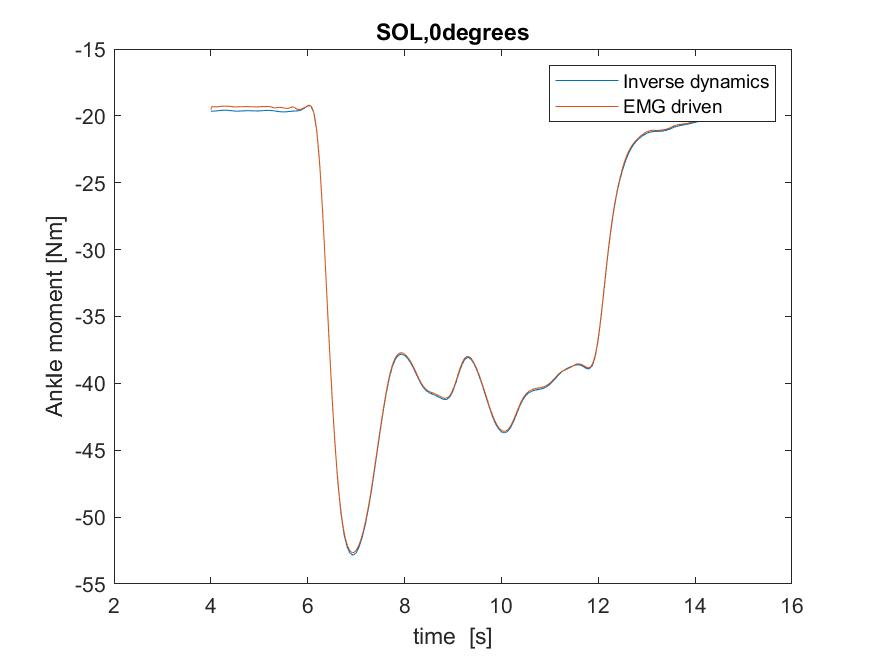 SOL,0degrees
-15
-20
-25
-30
-35
-40
-45
-50
-55
Ankle moment [Nm]
Inverse dynamics
EMG driven
2 4 6 8 10 12 14 16
time [s]